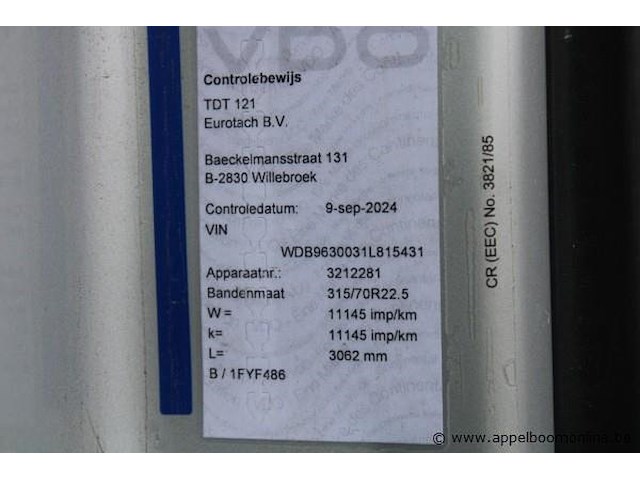 VDO
Controlebewijs
TDT 121
Eurotach B.V.
Baeckelmansstraat 131
B-2830 Willebroek
Controledatum: 9-sep-2024
VIN
WDB9630031L815431
Apparaatnr.: 3212281
Bandenmaat 315/70R22.5
W = 11145 imp/km
k= 11145 imp/km
L= 3062 mm
B / 1FYF486
CR (EEC) No. 3821/85
© www.appelboomonline.be